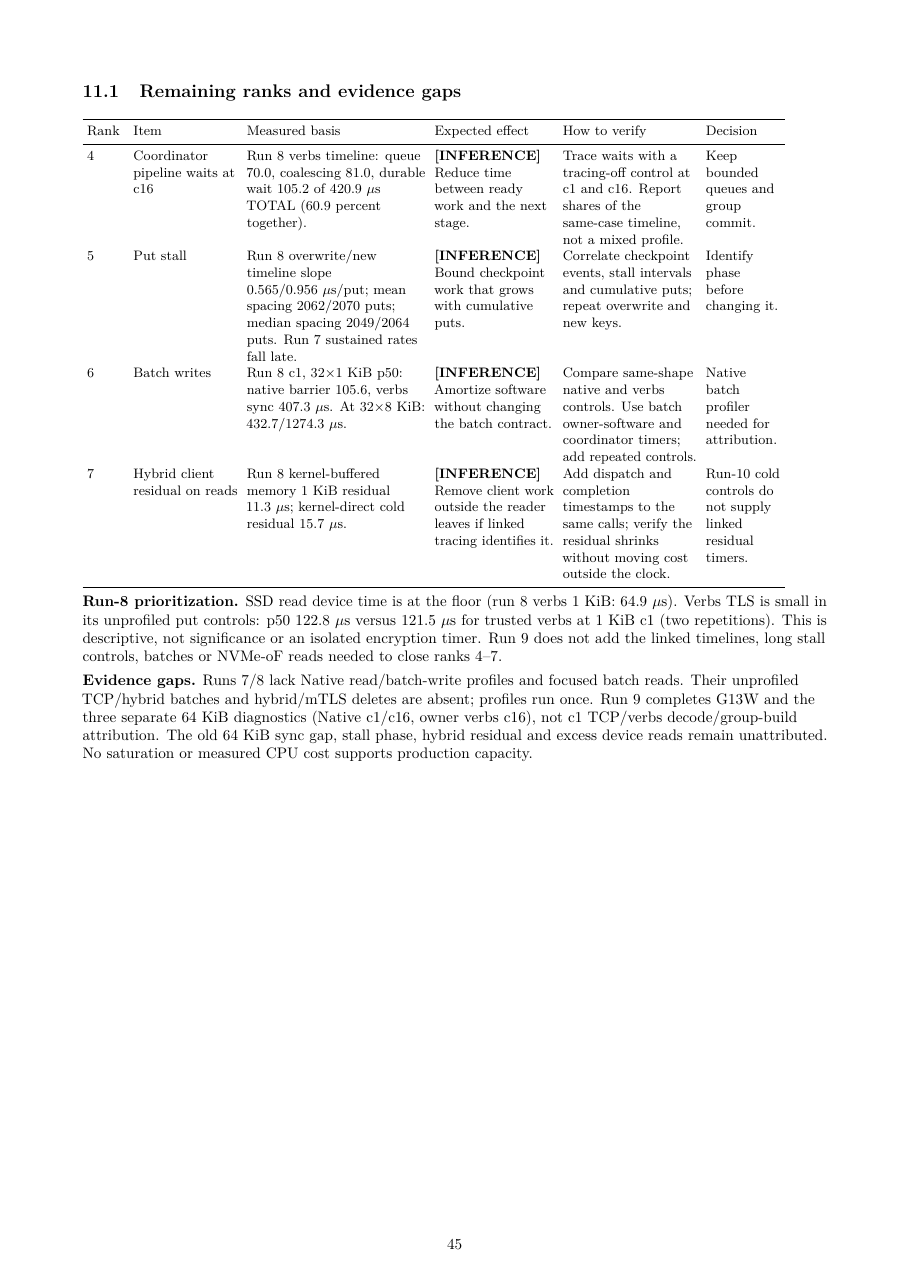 11.1 Remaining ranks and evidence gaps
Rank Item Measured basis Expected effect How to verify Decision
4 Coordinator Run 8 verbs timeline: queue [INFERENCE] Trace waits with a Keep
pipeline waits at 70.0, coalescing 81.0, durable Reduce time tracing-off control at bounded
c16 wait 105.2 of 420.9 μs between ready c1 and c16. Report queues and
TOTAL (60.9 percent work and the next shares of the group
together). stage. same-case timeline, commit.
not a mixed profile.
5 Put stall Run 8 overwrite/new [INFERENCE] Correlate checkpoint Identify
timeline slope Bound checkpoint events, stall intervals phase
0.565/0.956 μs/put; mean work that grows and cumulative puts; before
spacing 2062/2070 puts; with cumulative repeat overwrite and changing it.
median spacing 2049/2064 puts. new keys.
puts. Run 7 sustained rates
fall late.
6 Batch writes Run 8 c1, 32×1 KiB p50: [INFERENCE] Compare same-shape Native
native barrier 105.6, verbs Amortize software native and verbs batch
sync 407.3 μs. At 32×8 KiB: without changing controls. Use batch profiler
432.7/1274.3 μs. the batch contract. owner-software and needed for
coordinator timers; attribution.
add repeated controls.
7 Hybrid client Run 8 kernel-buffered [INFERENCE] Add dispatch and Run-10 cold
residual on reads memory 1 KiB residual Remove client work completion controls do
11.3 μs; kernel-direct cold outside the reader timestamps to the not supply
residual 15.7 μs. leaves if linked same calls; verify the linked
tracing identifies it. residual shrinks residual
without moving cost timers.
outside the clock.
Run-8 prioritization. SSD read device time is at the floor (run 8 verbs 1 KiB: 64.9 μs). Verbs TLS is small in
its unprofiled put controls: p50 122.8 μs versus 121.5 μs for trusted verbs at 1 KiB c1 (two repetitions). This is
descriptive, not significance or an isolated encryption timer. Run 9 does not add the linked timelines, long stall
controls, batches or NVMe-oF reads needed to close ranks 4–7.
Evidence gaps. Runs 7/8 lack Native read/batch-write profiles and focused batch reads. Their unprofiled
TCP/hybrid batches and hybrid/mTLS deletes are absent; profiles run once. Run 9 completes G13W and the
three separate 64 KiB diagnostics (Native c1/c16, owner verbs c16), not c1 TCP/verbs decode/group-build
attribution. The old 64 KiB sync gap, stall phase, hybrid residual and excess device reads remain unattributed.
No saturation or measured CPU cost supports production capacity.
45